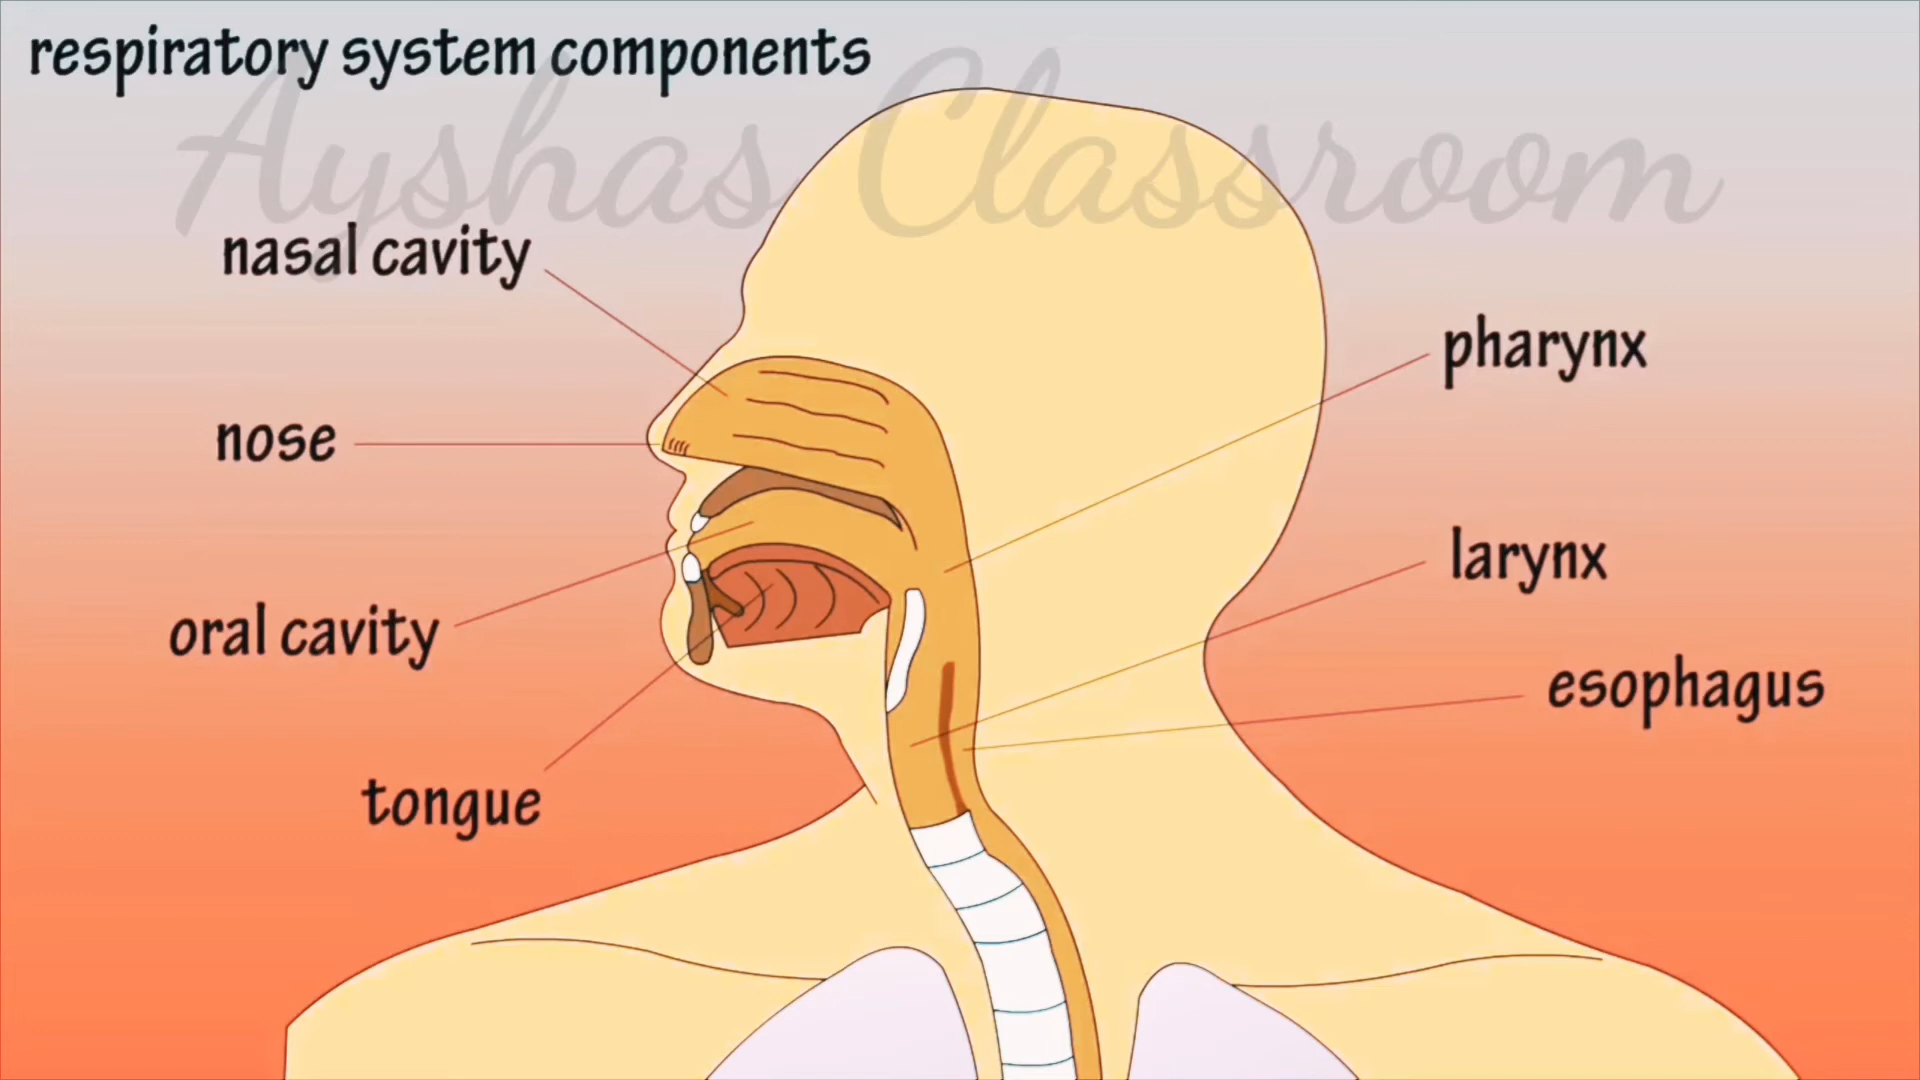 respiratory system components
Ayshas Classroom
nasal cavity
pharynx
nose
larynx
oral cavity
esophagus
tongue